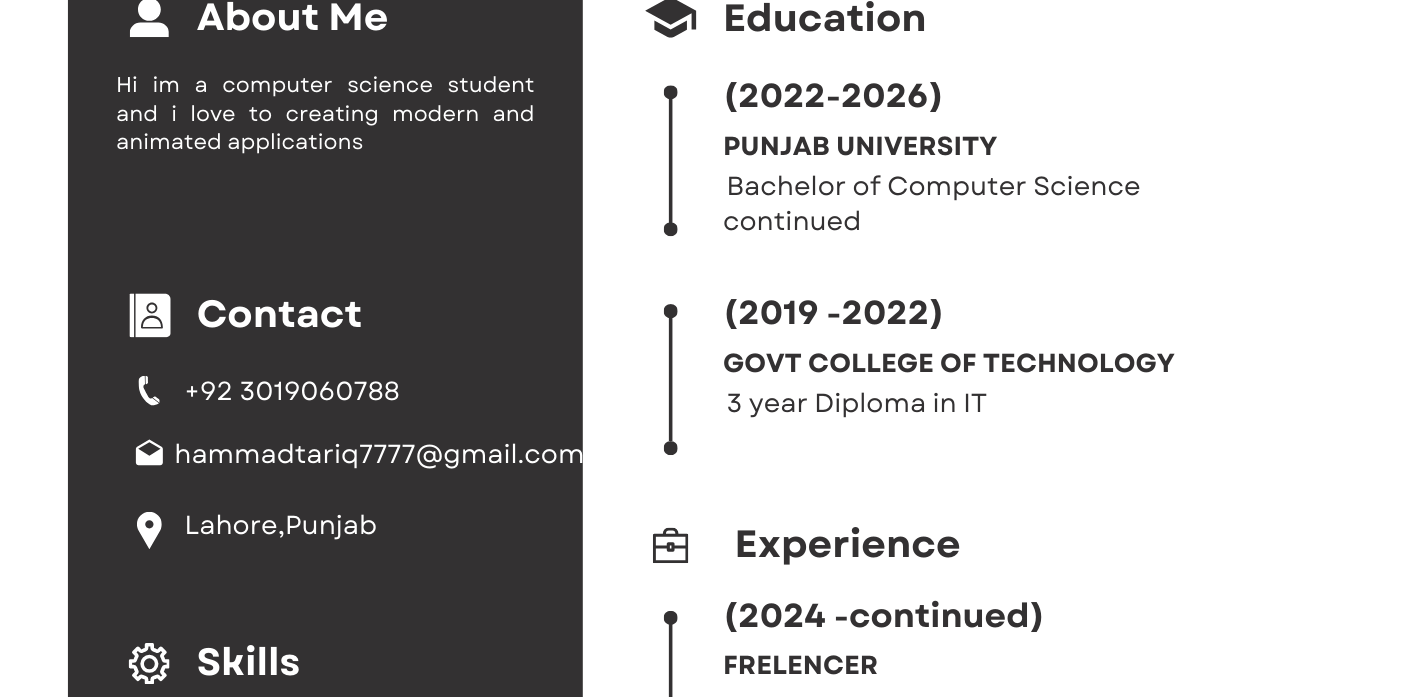 About Me
Hi im a computer science student
and i love to creating modern and
animated applications
Contact
+92 3019060788
hammadtariq7777@gmail.com
Lahore,Punjab
Skills
Education
(2022-2026)
PUNJAB UNIVERSITY
Bachelor of Computer Science
continued
(2019 -2022)
GOVT COLLEGE OF TECHNOLOGY
3 year Diploma in IT
Experience
(2024 -continued)
FRELENCER